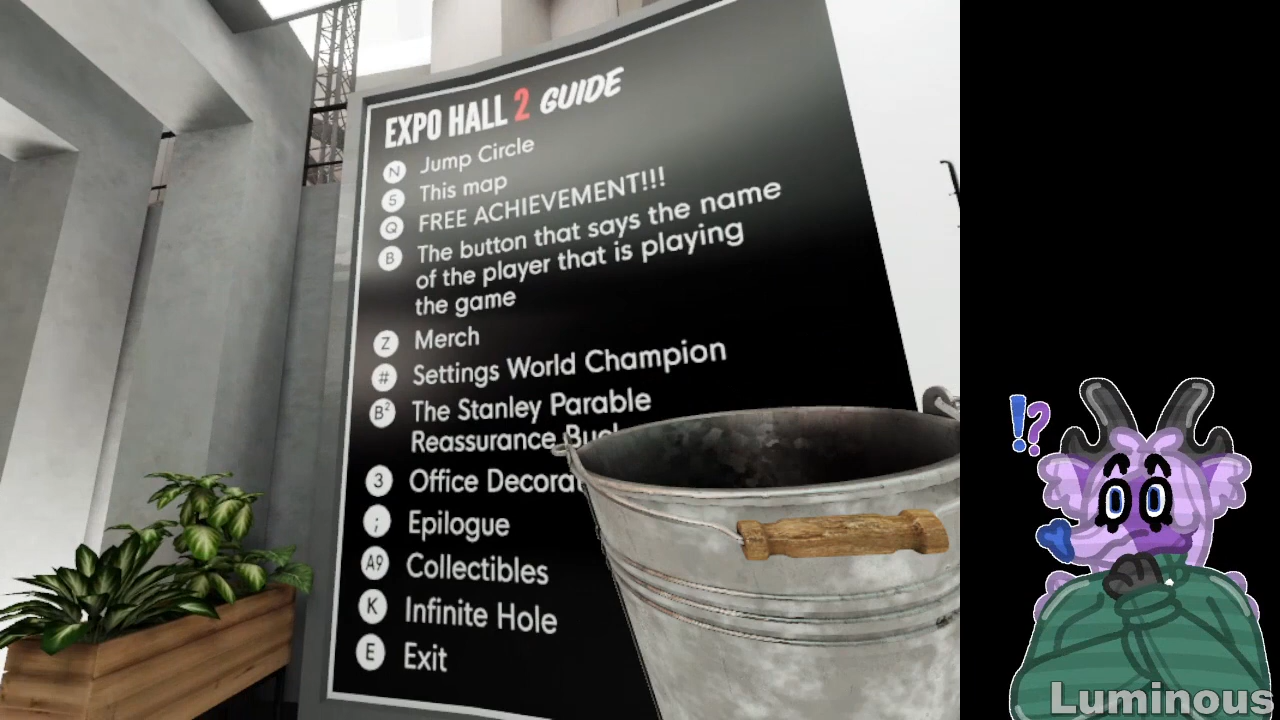 EXPO HALL 2 GUIDE
N Jump Circle
5 This map
Q FREE ACHIEVEMENT!!!
B The button that says the name
of the player that is playing
the game
Z Merch
# Settings World Champion
B² The Stanley Parable
Reassurance
3 Office
; Epilogue
A9 Collectibles
K Infinite Hole
E Exit
!?
Luminous